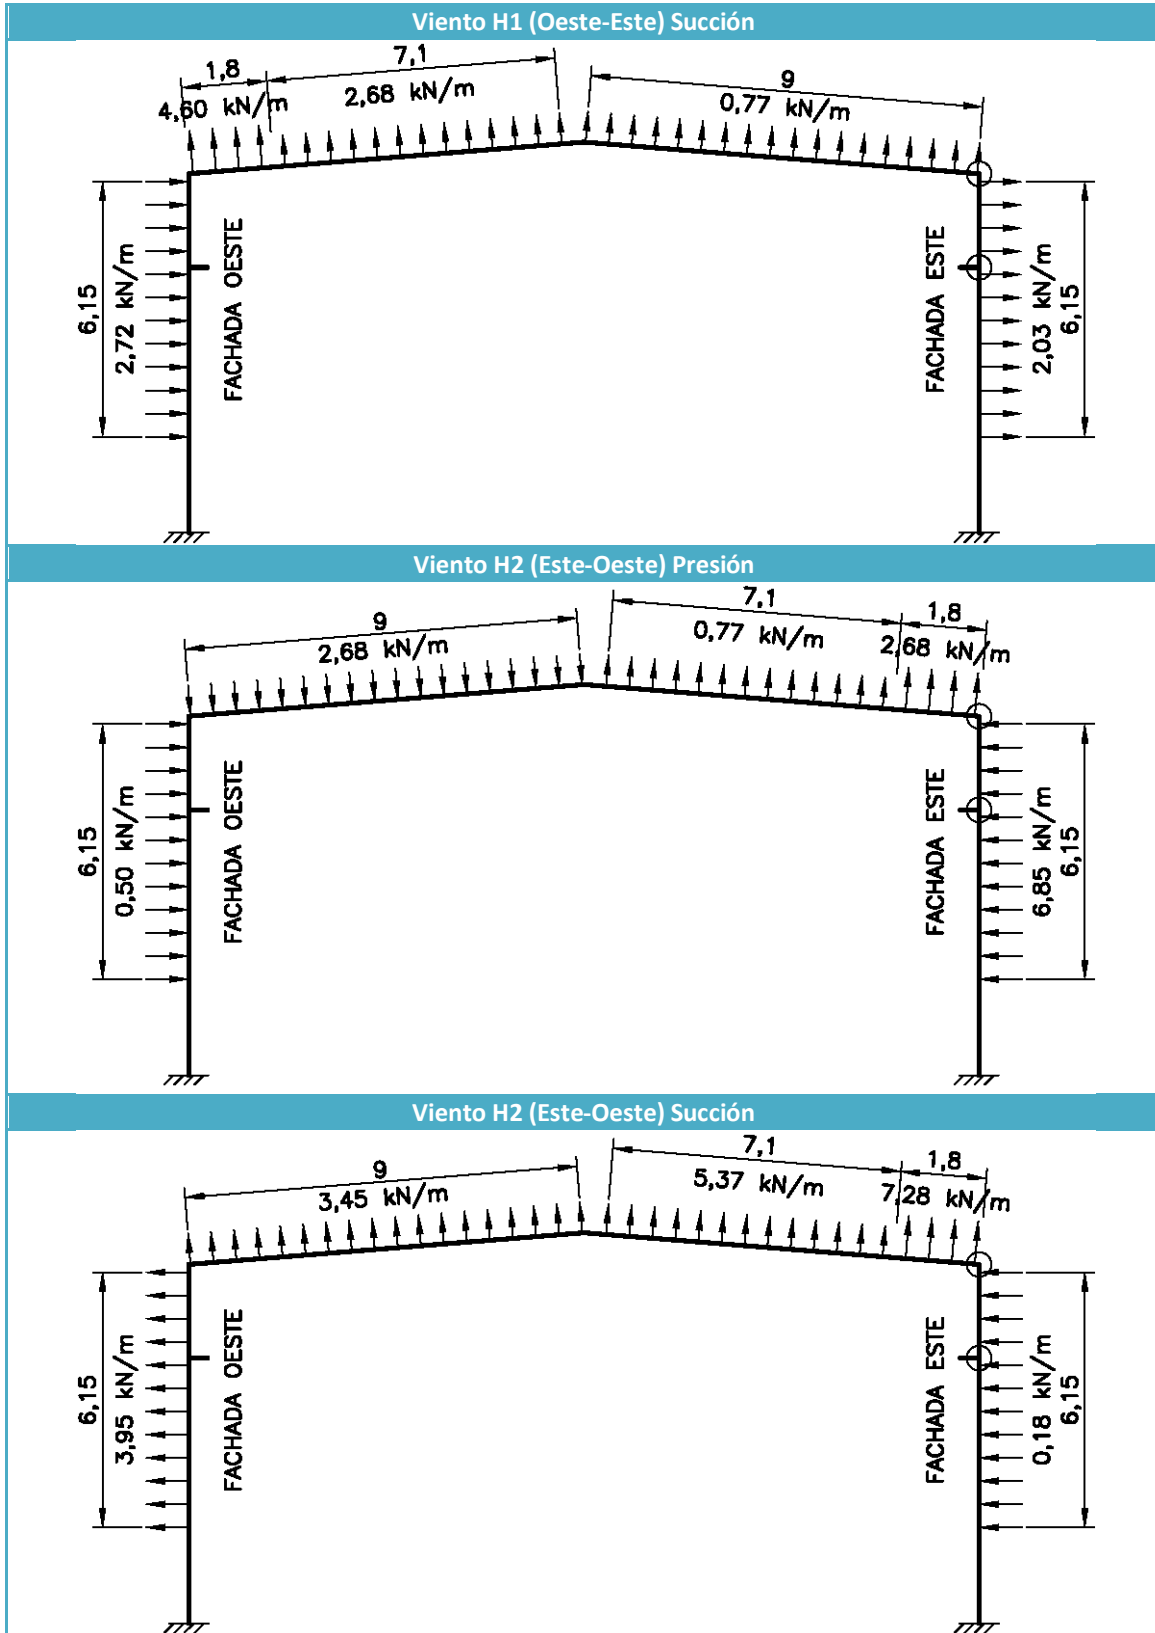 Viento H1 (Oeste-Este) Succión
1,8
7,1
9
4,60 kN/m
2,68 kN/m
0,77 kN/m
6,15
2,72 kN/m
FACHADA OESTE
FACHADA ESTE
2,03 kN/m
6,15
Viento H2 (Este-Oeste) Presión
9
7,1
1,8
2,68 kN/m
0,77 kN/m
2,68 kN/m
6,15
0,50 kN/m
FACHADA OESTE
FACHADA ESTE
6,85 kN/m
6,15
Viento H2 (Este-Oeste) Succión
9
7,1
1,8
3,45 kN/m
5,37 kN/m
7,28 kN/m
6,15
3,95 kN/m
FACHADA OESTE
FACHADA ESTE
0,18 kN/m
6,15